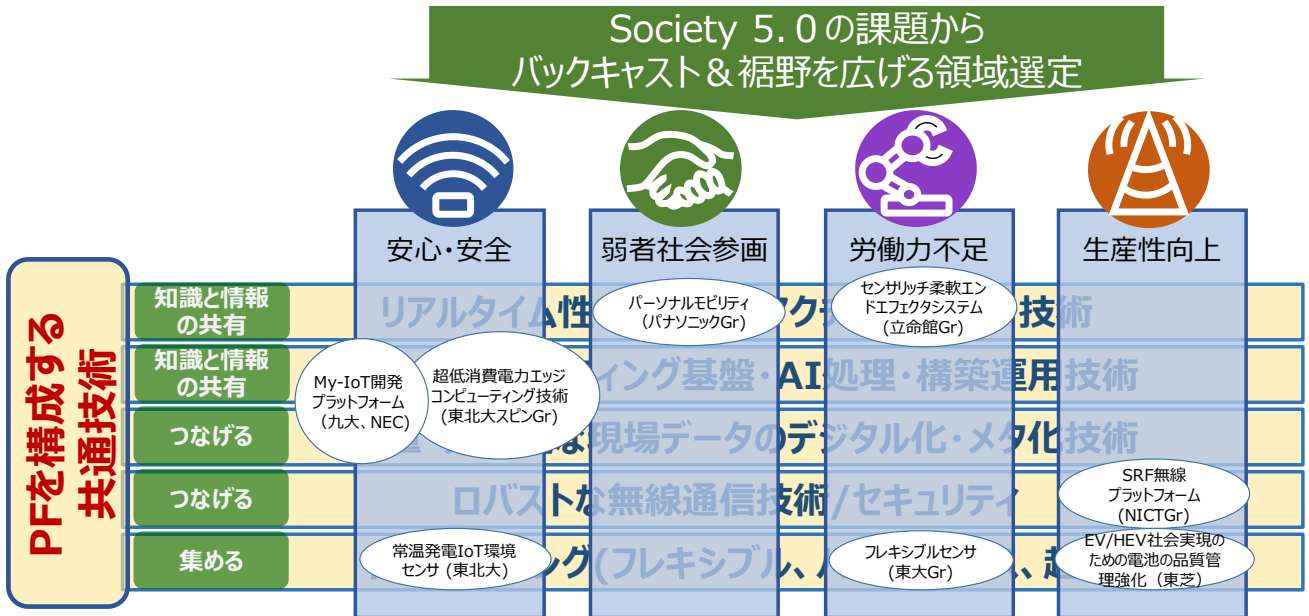 Society 5.0の課題から
バックキャスト&裾野を広げる領域選定
安心・安全
弱者社会参画
労働力不足
生産性向上
PFを構成する
共通技術
知識と情報
の共有
リアルタイム性
技術
パーソナルモビリティ
(パナソニックGr)
センサリッチ柔軟エン
ドエフェクタシステム
(立命館Gr)
知識と情報
の共有
ィング基盤・AI処理・構築運用技術
My-IoT開発
プラットフォーム
(九大、NEC)
超低消費電力エッジ
コンピューティング技術
(東北大スピンGr)
つなげる
な現場データのデジタル化・メタ化技術
つなげる
ロバストな無線通信技術/セキュリティ
SRF無線
プラットフォーム
(NICTGr)
集める
常温発電IoT環境
センサ (東北大)
グ(フレキシブル、
フレキシブルセンサ
(東大Gr)
EV/HEV社会実現の
ための電池の品質管
理強化(東芝)